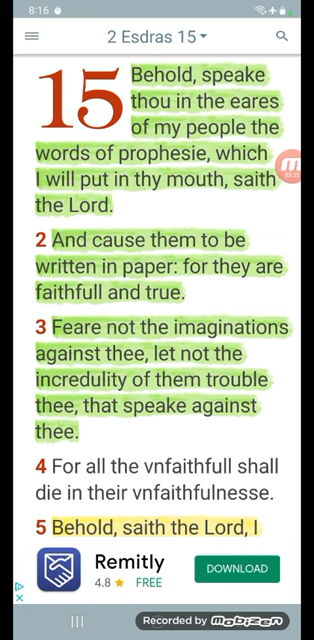 8:16
2 Esdras 15
15 Behold, speake
thou in the eares
of my people the
words of prophesie, which
I will put in thy mouth, saith
the Lord.
2 And cause them to be
written in paper: for they are
faithfull and true.
3 Feare not the imaginations
against thee, let not the
incredulity of them trouble
thee, that speake against
thee.
4 For all the vnfaithfull shall
die in their vnfaithfulnesse.
5 Behold, saith the Lord, I
Remitly
4.8 ★ FREE
DOWNLOAD
Recorded by mobizen